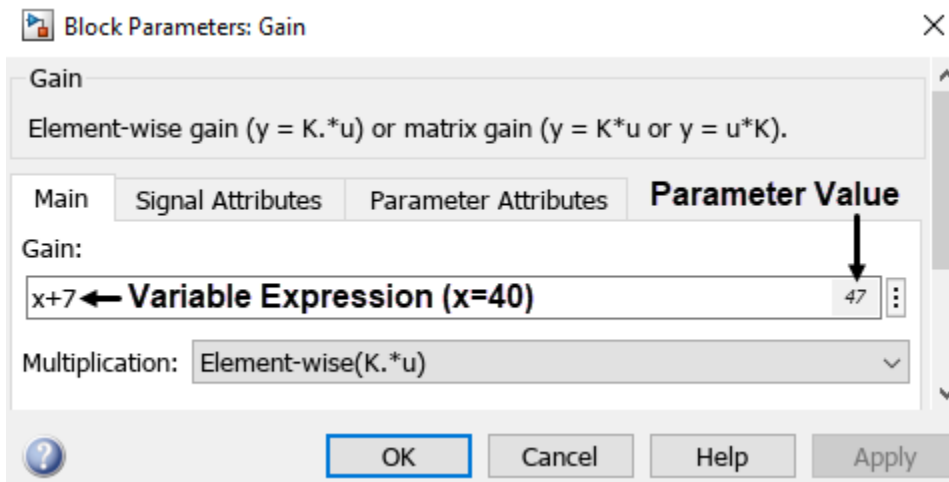 Block Parameters: Gain
Gain
Element-wise gain (y = K.*u) or matrix gain (y = K*u or y = u*K).
Main Signal Attributes Parameter Attributes Parameter Value
Gain:
x+7 Variable Expression (x=40) 47
Multiplication: Element-wise(K.*u)
? OK Cancel Help Apply